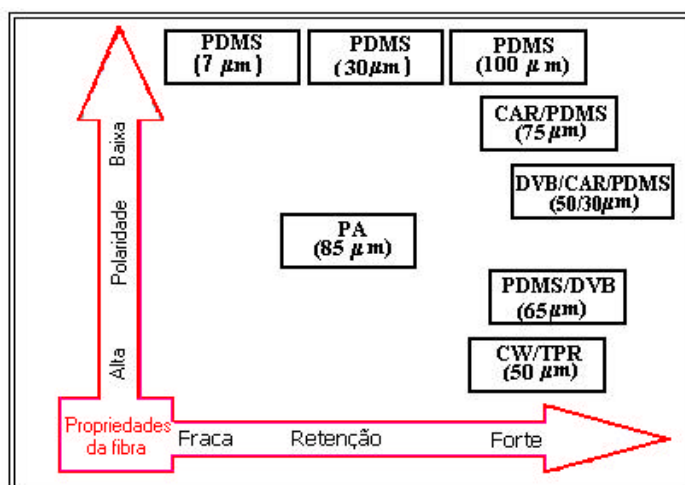 PDMS
(7 µm)
PDMS
(30µm)
PDMS
(100 µm)
CAR/PDMS
(75µm)
DVB/CAR/PDMS
(50/30µm)
PA
(85 µm)
PDMS/DVB
(65µm)
CW/TPR
(50 µm)
Baixa
Polaridade
Alta
Propriedades
da fibra
Fraca
Retenção
Forte